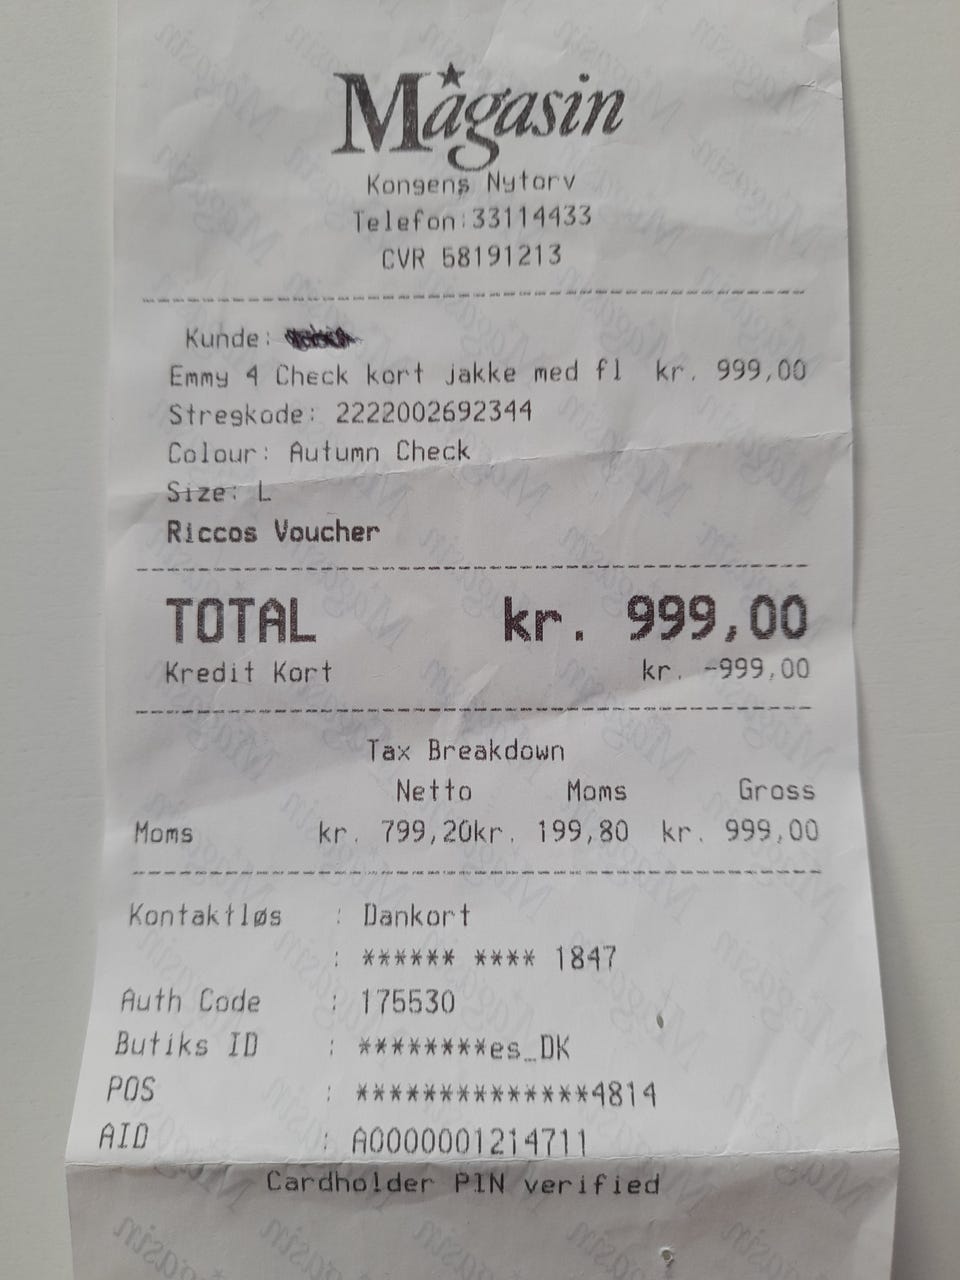 Magasin
Kongens Nytorv
Telefon:33114433
CVR 58191213
Kunde:
Emmy 4 Check kort jakke med fl kr. 999,00
Stregkode: 2222002692344
Colour: Autumn Check
Size: L
Riccos Voucher
TOTAL kr. 999,00
Kredit Kort kr. -999,00
Tax Breakdown
Netto Moms Gross
Moms kr. 799,20kr. 199,80 kr. 999,00
Kontaktløs : Dankort
: ****** **** 1847
Auth Code : 175530
Butiks ID : ********es_DK
POS : ***************4814
AID : A0000001214711
Cardholder PIN verified